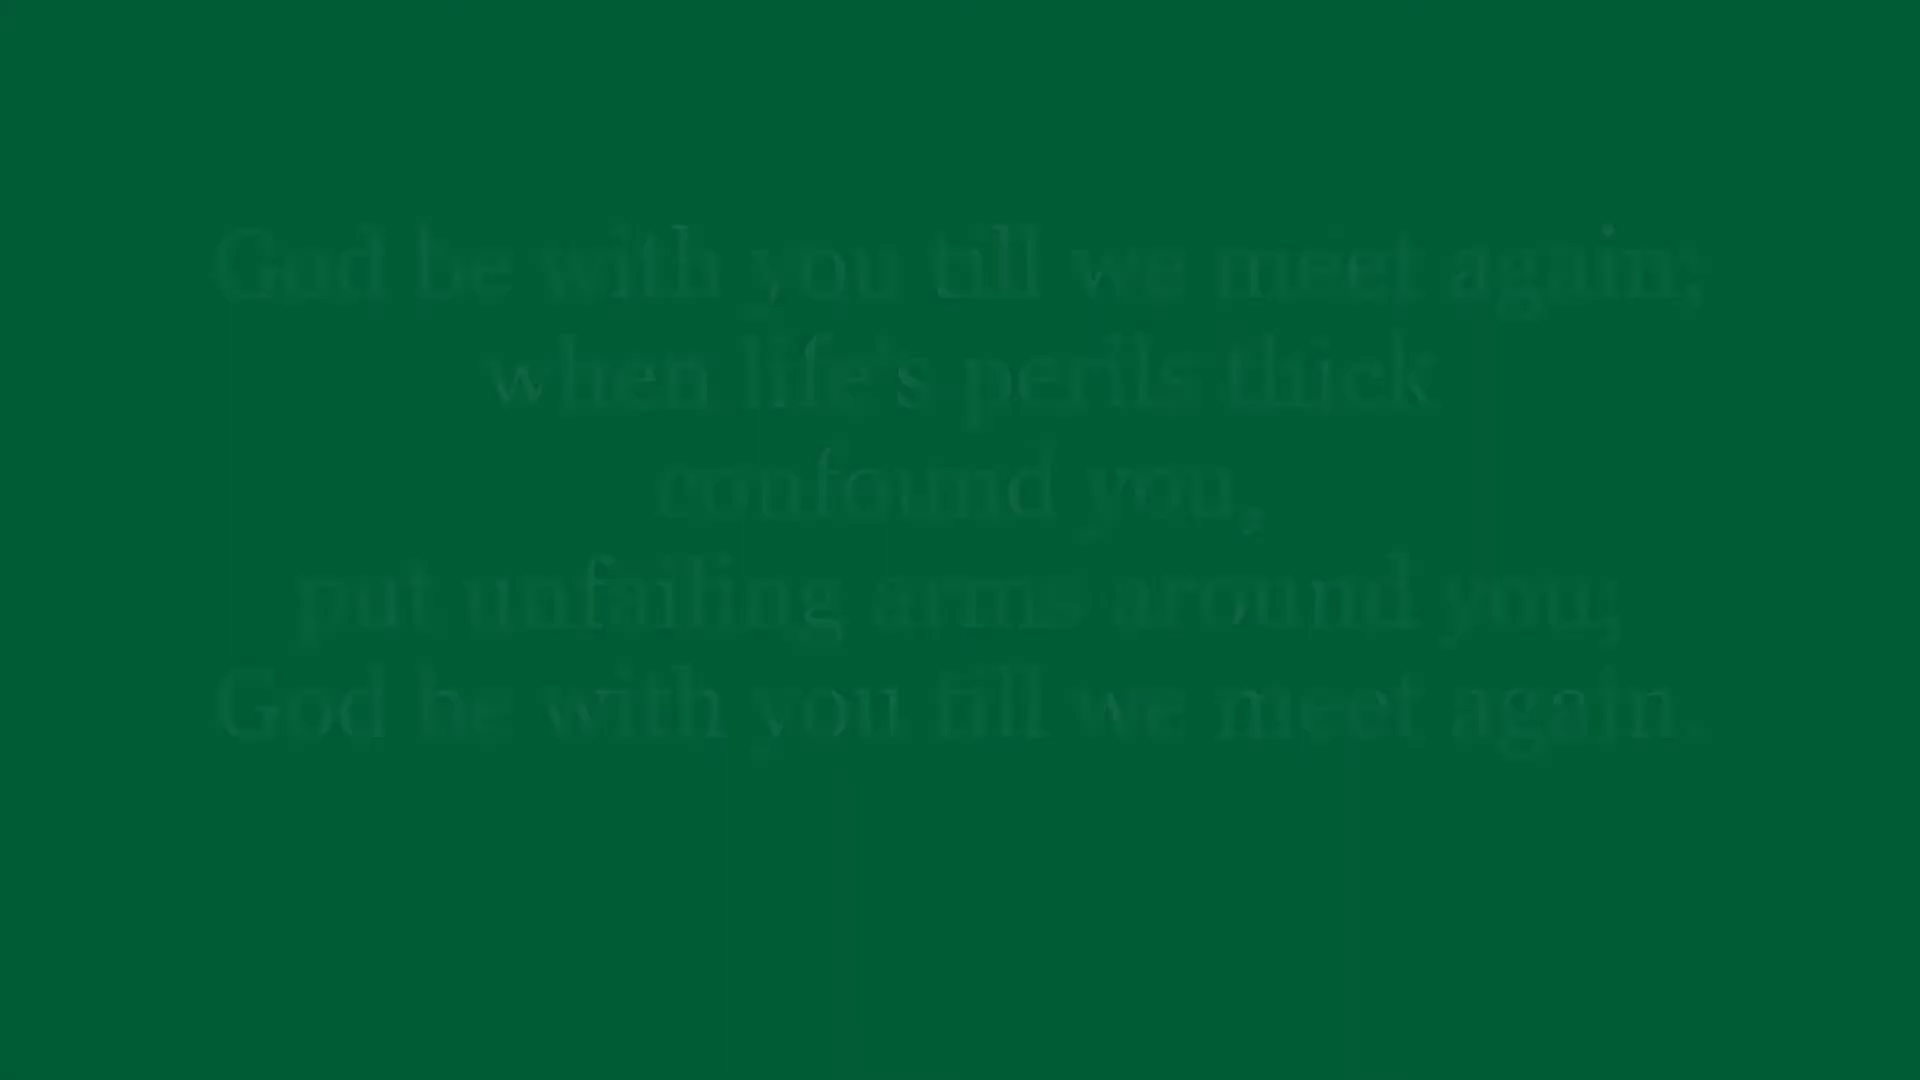 God be with you till we meet again;
when life's perils thick
confound you,
put unfailing arms around you;
God be with you till we meet again.